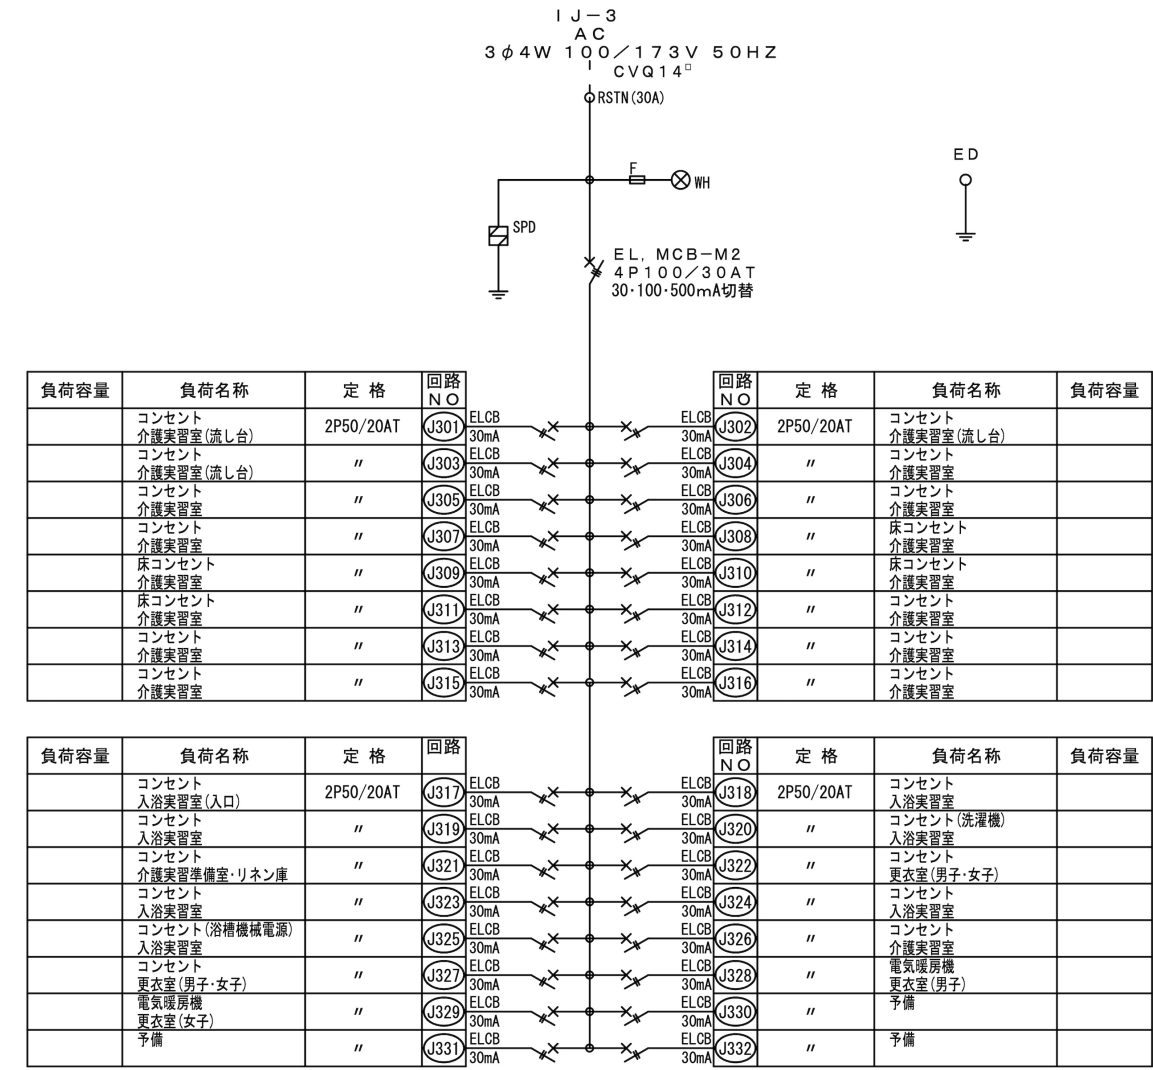 IJ－3
AC
3φ4W 100／173V 50HZ
CVQ14□
RSTN(30A)
F
WH
ED
SPD
EL, MCB－M2
4P100／30AT
30・100・500mA切替
負荷容量 負荷名称 定 格 回路NO
コンセント
介護実習室(流し台) 2P50/20AT J301 ELCB 30mA
コンセント
介護実習室(流し台) 〃 J303 ELCB 30mA
コンセント
介護実習室 〃 J305 ELCB 30mA
コンセント
介護実習室 〃 J307 ELCB 30mA
床コンセント
介護実習室 〃 J309 ELCB 30mA
床コンセント
介護実習室 〃 J311 ELCB 30mA
コンセント
介護実習室 〃 J313 ELCB 30mA
コンセント
介護実習室 〃 J315 ELCB 30mA
回路NO 定 格 負荷名称 負荷容量
ELCB 30mA J302 2P50/20AT コンセント
介護実習室(流し台)
ELCB 30mA J304 〃 コンセント
介護実習室
ELCB 30mA J306 〃 コンセント
介護実習室
ELCB 30mA J308 〃 床コンセント
介護実習室
ELCB 30mA J310 〃 床コンセント
介護実習室
ELCB 30mA J312 〃 コンセント
介護実習室
ELCB 30mA J314 〃 コンセント
介護実習室
ELCB 30mA J316 〃 コンセント
介護実習室
負荷容量 負荷名称 定 格 回路
コンセント
入浴実習室(入口) 2P50/20AT J317 ELCB 30mA
コンセント
入浴実習室 〃 J319 ELCB 30mA
コンセント
介護実習準備室・リネン庫 〃 J321 ELCB 30mA
コンセント
入浴実習室 〃 J323 ELCB 30mA
コンセント(浴槽機械電源)
入浴実習室 〃 J325 ELCB 30mA
コンセント
更衣室(男子・女子) 〃 J327 ELCB 30mA
電気暖房機
更衣室(女子) 〃 J329 ELCB 30mA
予備 〃 J331 ELCB 30mA
回路NO 定 格 負荷名称 負荷容量
ELCB 30mA J318 2P50/20AT コンセント
入浴実習室
ELCB 30mA J320 〃 コンセント(洗濯機)
入浴実習室
ELCB 30mA J322 〃 コンセント
更衣室(男子・女子)
ELCB 30mA J324 〃 コンセント
入浴実習室
ELCB 30mA J326 〃 コンセント
介護実習室
ELCB 30mA J328 〃 電気暖房機
更衣室(男子)
ELCB 30mA J330 〃 予備
ELCB 30mA J332 〃 予備